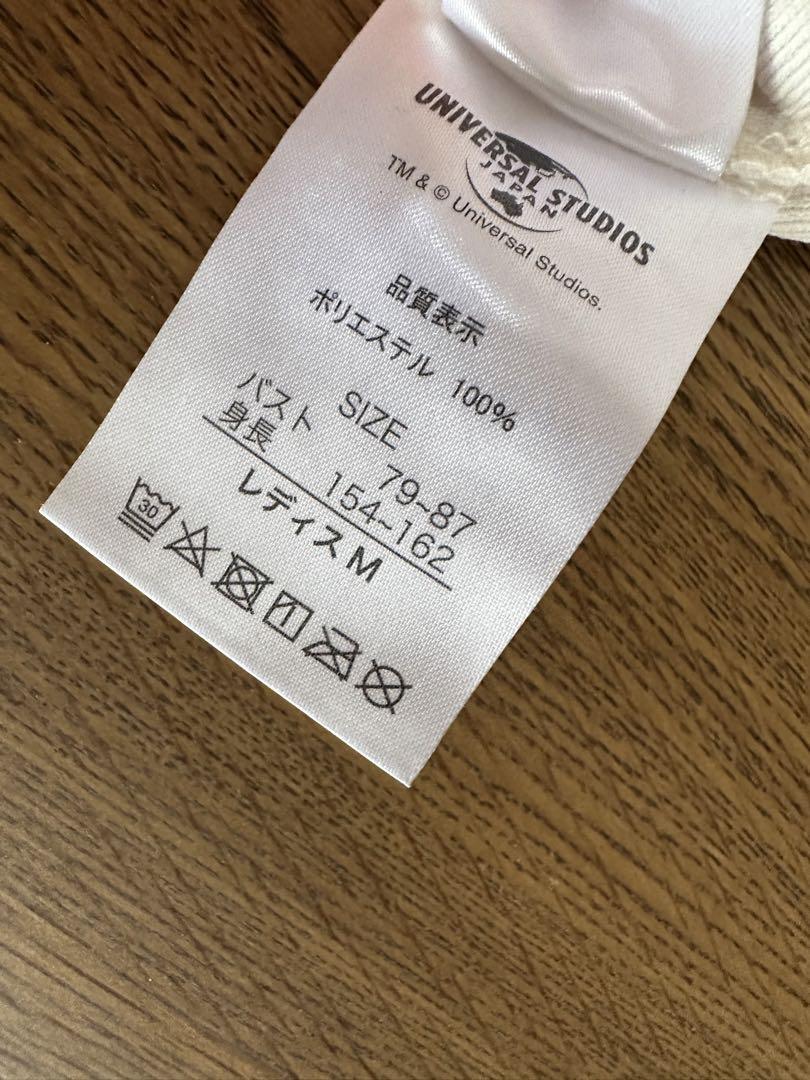 UNIVERSAL STUDIOS
JAPAN
TM & © Universal Studios.
品質表示
ポリエステル 100%
SIZE
バスト 79~87
身長 154~162
レディス M
30